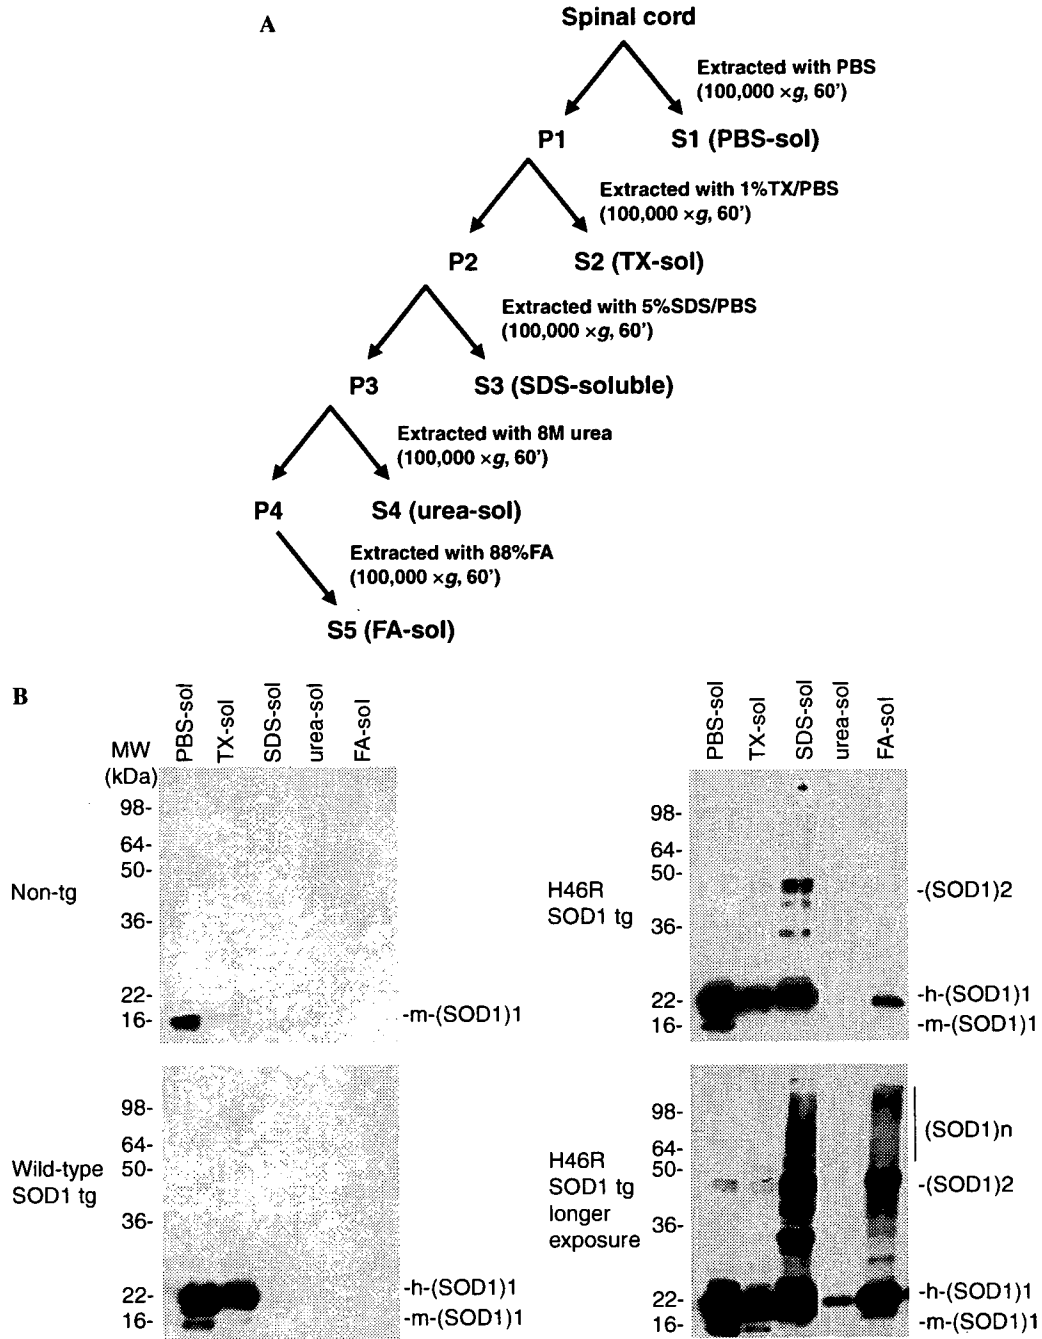 A
Spinal cord
Extracted with PBS
(100,000 ×g, 60')
P1
S1 (PBS-sol)
Extracted with 1%TX/PBS
(100,000 ×g, 60')
P2
S2 (TX-sol)
Extracted with 5%SDS/PBS
(100,000 ×g, 60')
P3
S3 (SDS-soluble)
Extracted with 8M urea
(100,000 ×g, 60')
P4
S4 (urea-sol)
Extracted with 88%FA
(100,000 ×g, 60')
S5 (FA-sol)
B
PBS-sol
TX-sol
SDS-sol
urea-sol
FA-sol
MW
(kDa)
98-
64-
50-
36-
22-
16-
Non-tg
-m-(SOD1)1
98-
64-
50-
36-
22-
16-
Wild-type
SOD1 tg
-h-(SOD1)1
-m-(SOD1)1
PBS-sol
TX-sol
SDS-sol
urea-sol
FA-sol
98-
64-
50-
36-
22-
16-
H46R
SOD1 tg
-(SOD1)2
-h-(SOD1)1
-m-(SOD1)1
98-
64-
50-
36-
22-
16-
H46R
SOD1 tg
longer
exposure
(SOD1)n
-(SOD1)2
-h-(SOD1)1
-m-(SOD1)1